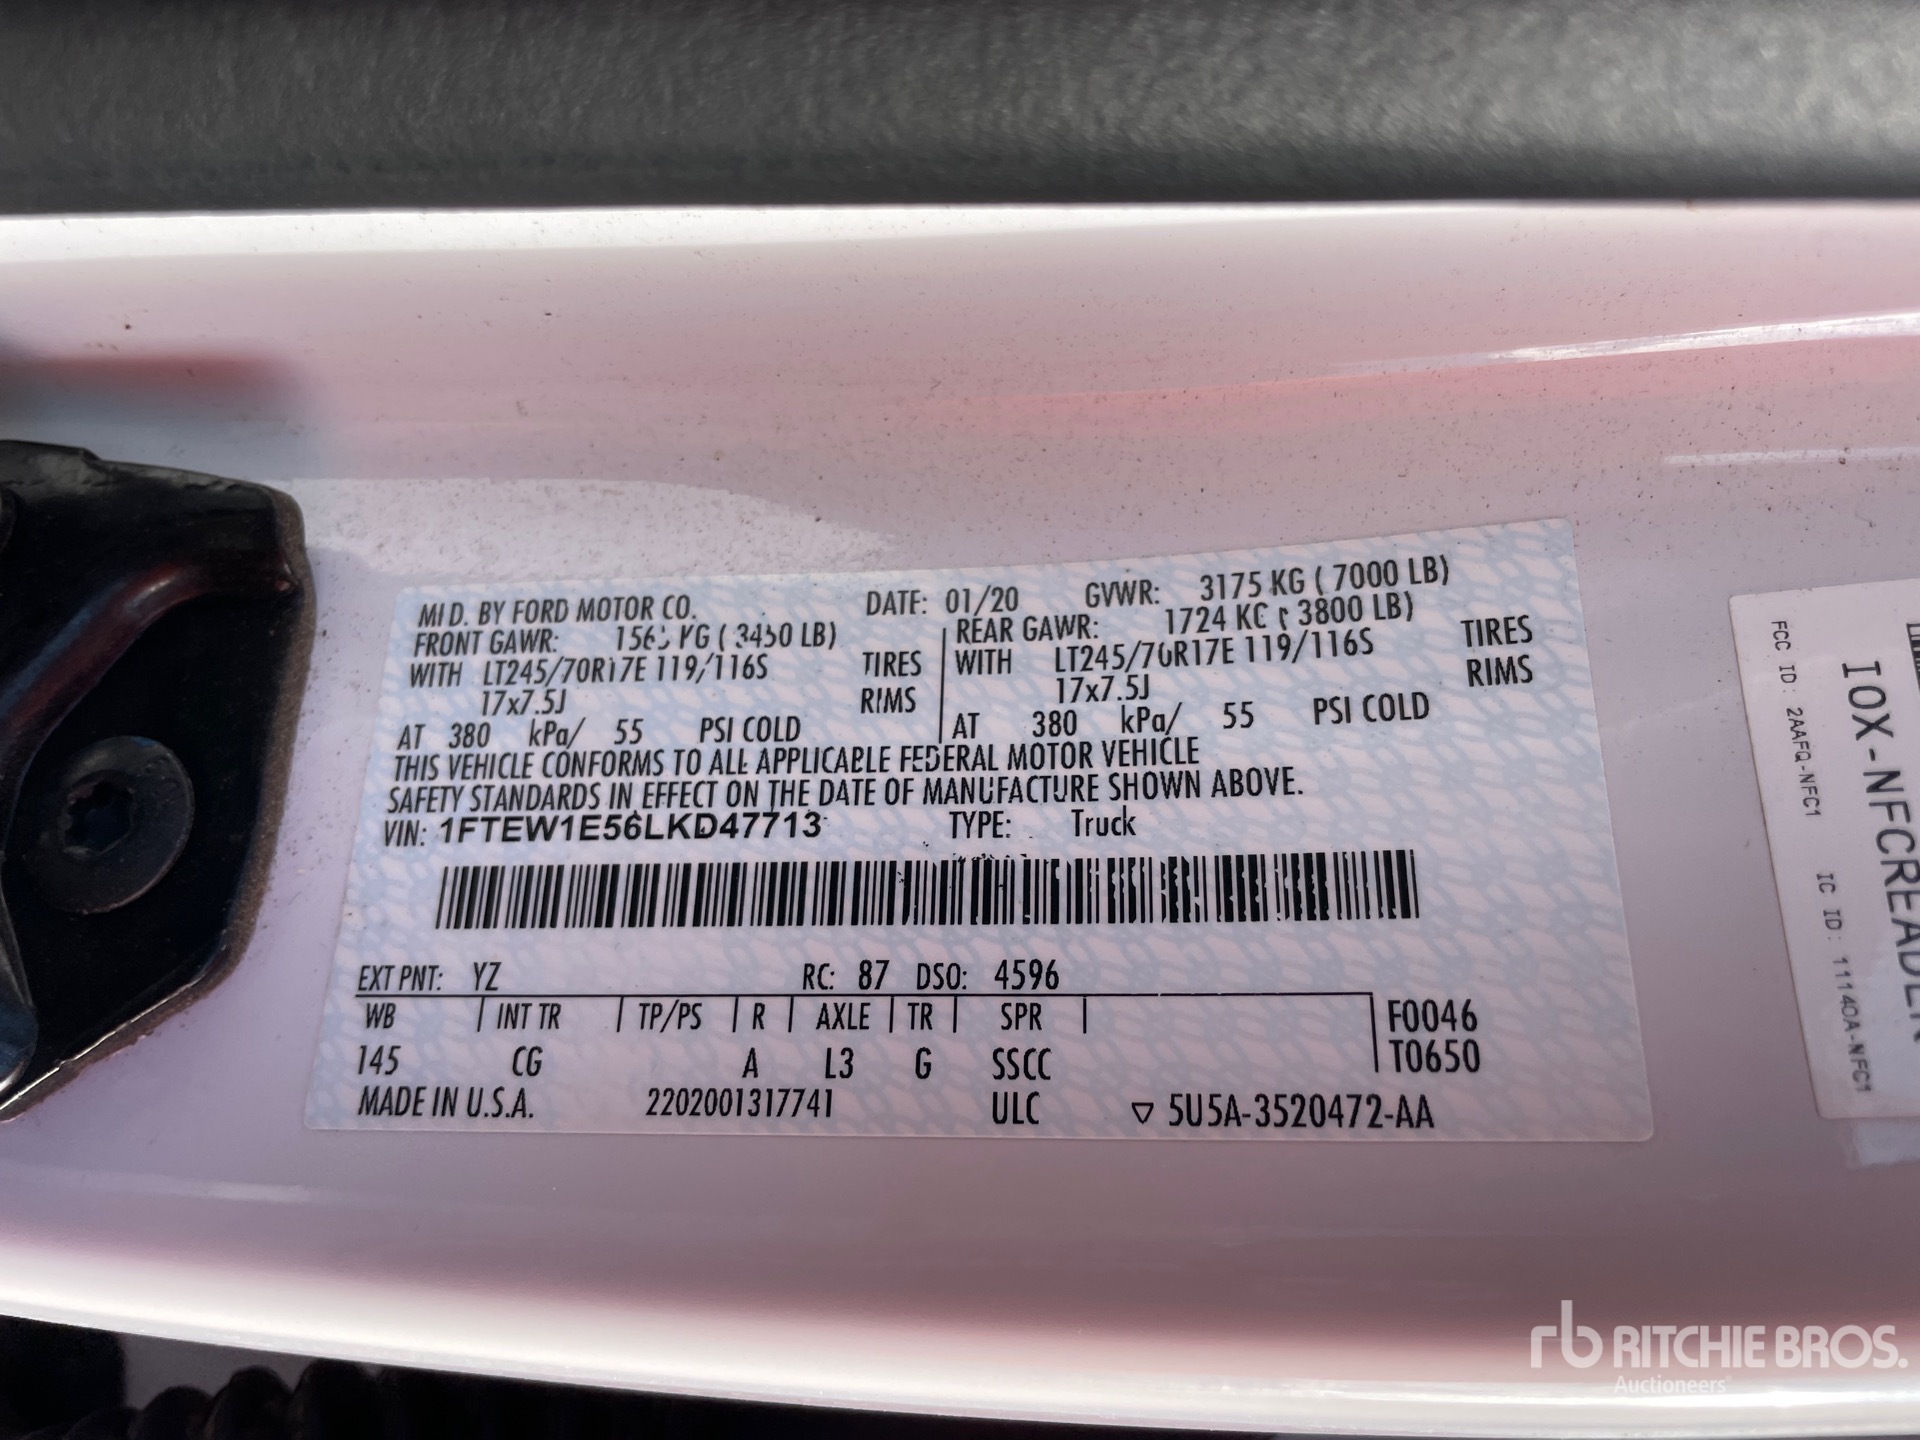 MFD. BY FORD MOTOR CO. DATE: 01/20 GVWR: 3175 KG ( 7000 LB)
FRONT GAWR: KG ( 3450 LB) REAR GAWR: 1724 KG ( 3800 LB)
WITH LT245/70R17E 119/116S TIRES WITH LT245/70R17E 119/116S TIRES
17x7.5J RIMS 17x7.5J RIMS
AT 380 kPa/ 55 PSI COLD AT 380 kPa/ 55 PSI COLD
THIS VEHICLE CONFORMS TO ALL APPLICABLE FEDERAL MOTOR VEHICLE
SAFETY STANDARDS IN EFFECT ON THE DATE OF MANUFACTURE SHOWN ABOVE.
VIN: 1FTEW1E56LKD47713 TYPE: Truck
EXT PNT: YZ RC: 87 DSO: 4596
WB INT TR TP/PS R AXLE TR SPR F0046
145 CG A L3 G SSCC T0650
MADE IN U.S.A. 2202001317741 ULC ▽ 5U5A-3520472-AA
IOX-NFCREADER
FCC ID: 2AAFQ-NFC1 IC ID: 11140A-NFC1
rb RITCHIE BROS.
Auctioneers